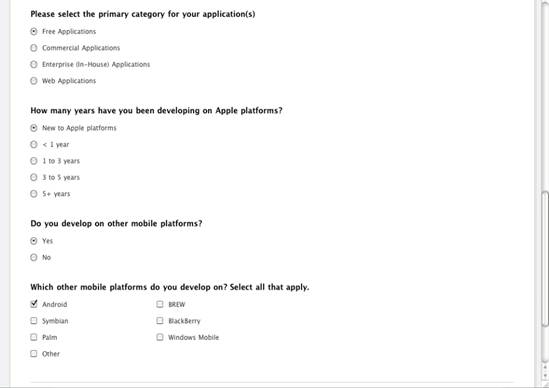 Please select the primary category for your application(s)
Free Applications
Commercial Applications
Enterprise (In-House) Applications
Web Applications
How many years have you been developing on Apple platforms?
New to Apple platforms
< 1 year
1 to 3 years
3 to 5 years
5+ years
Do you develop on other mobile platforms?
Yes
No
Which other mobile platforms do you develop on? Select all that apply.
Android BREW
Symbian BlackBerry
Palm Windows Mobile
Other